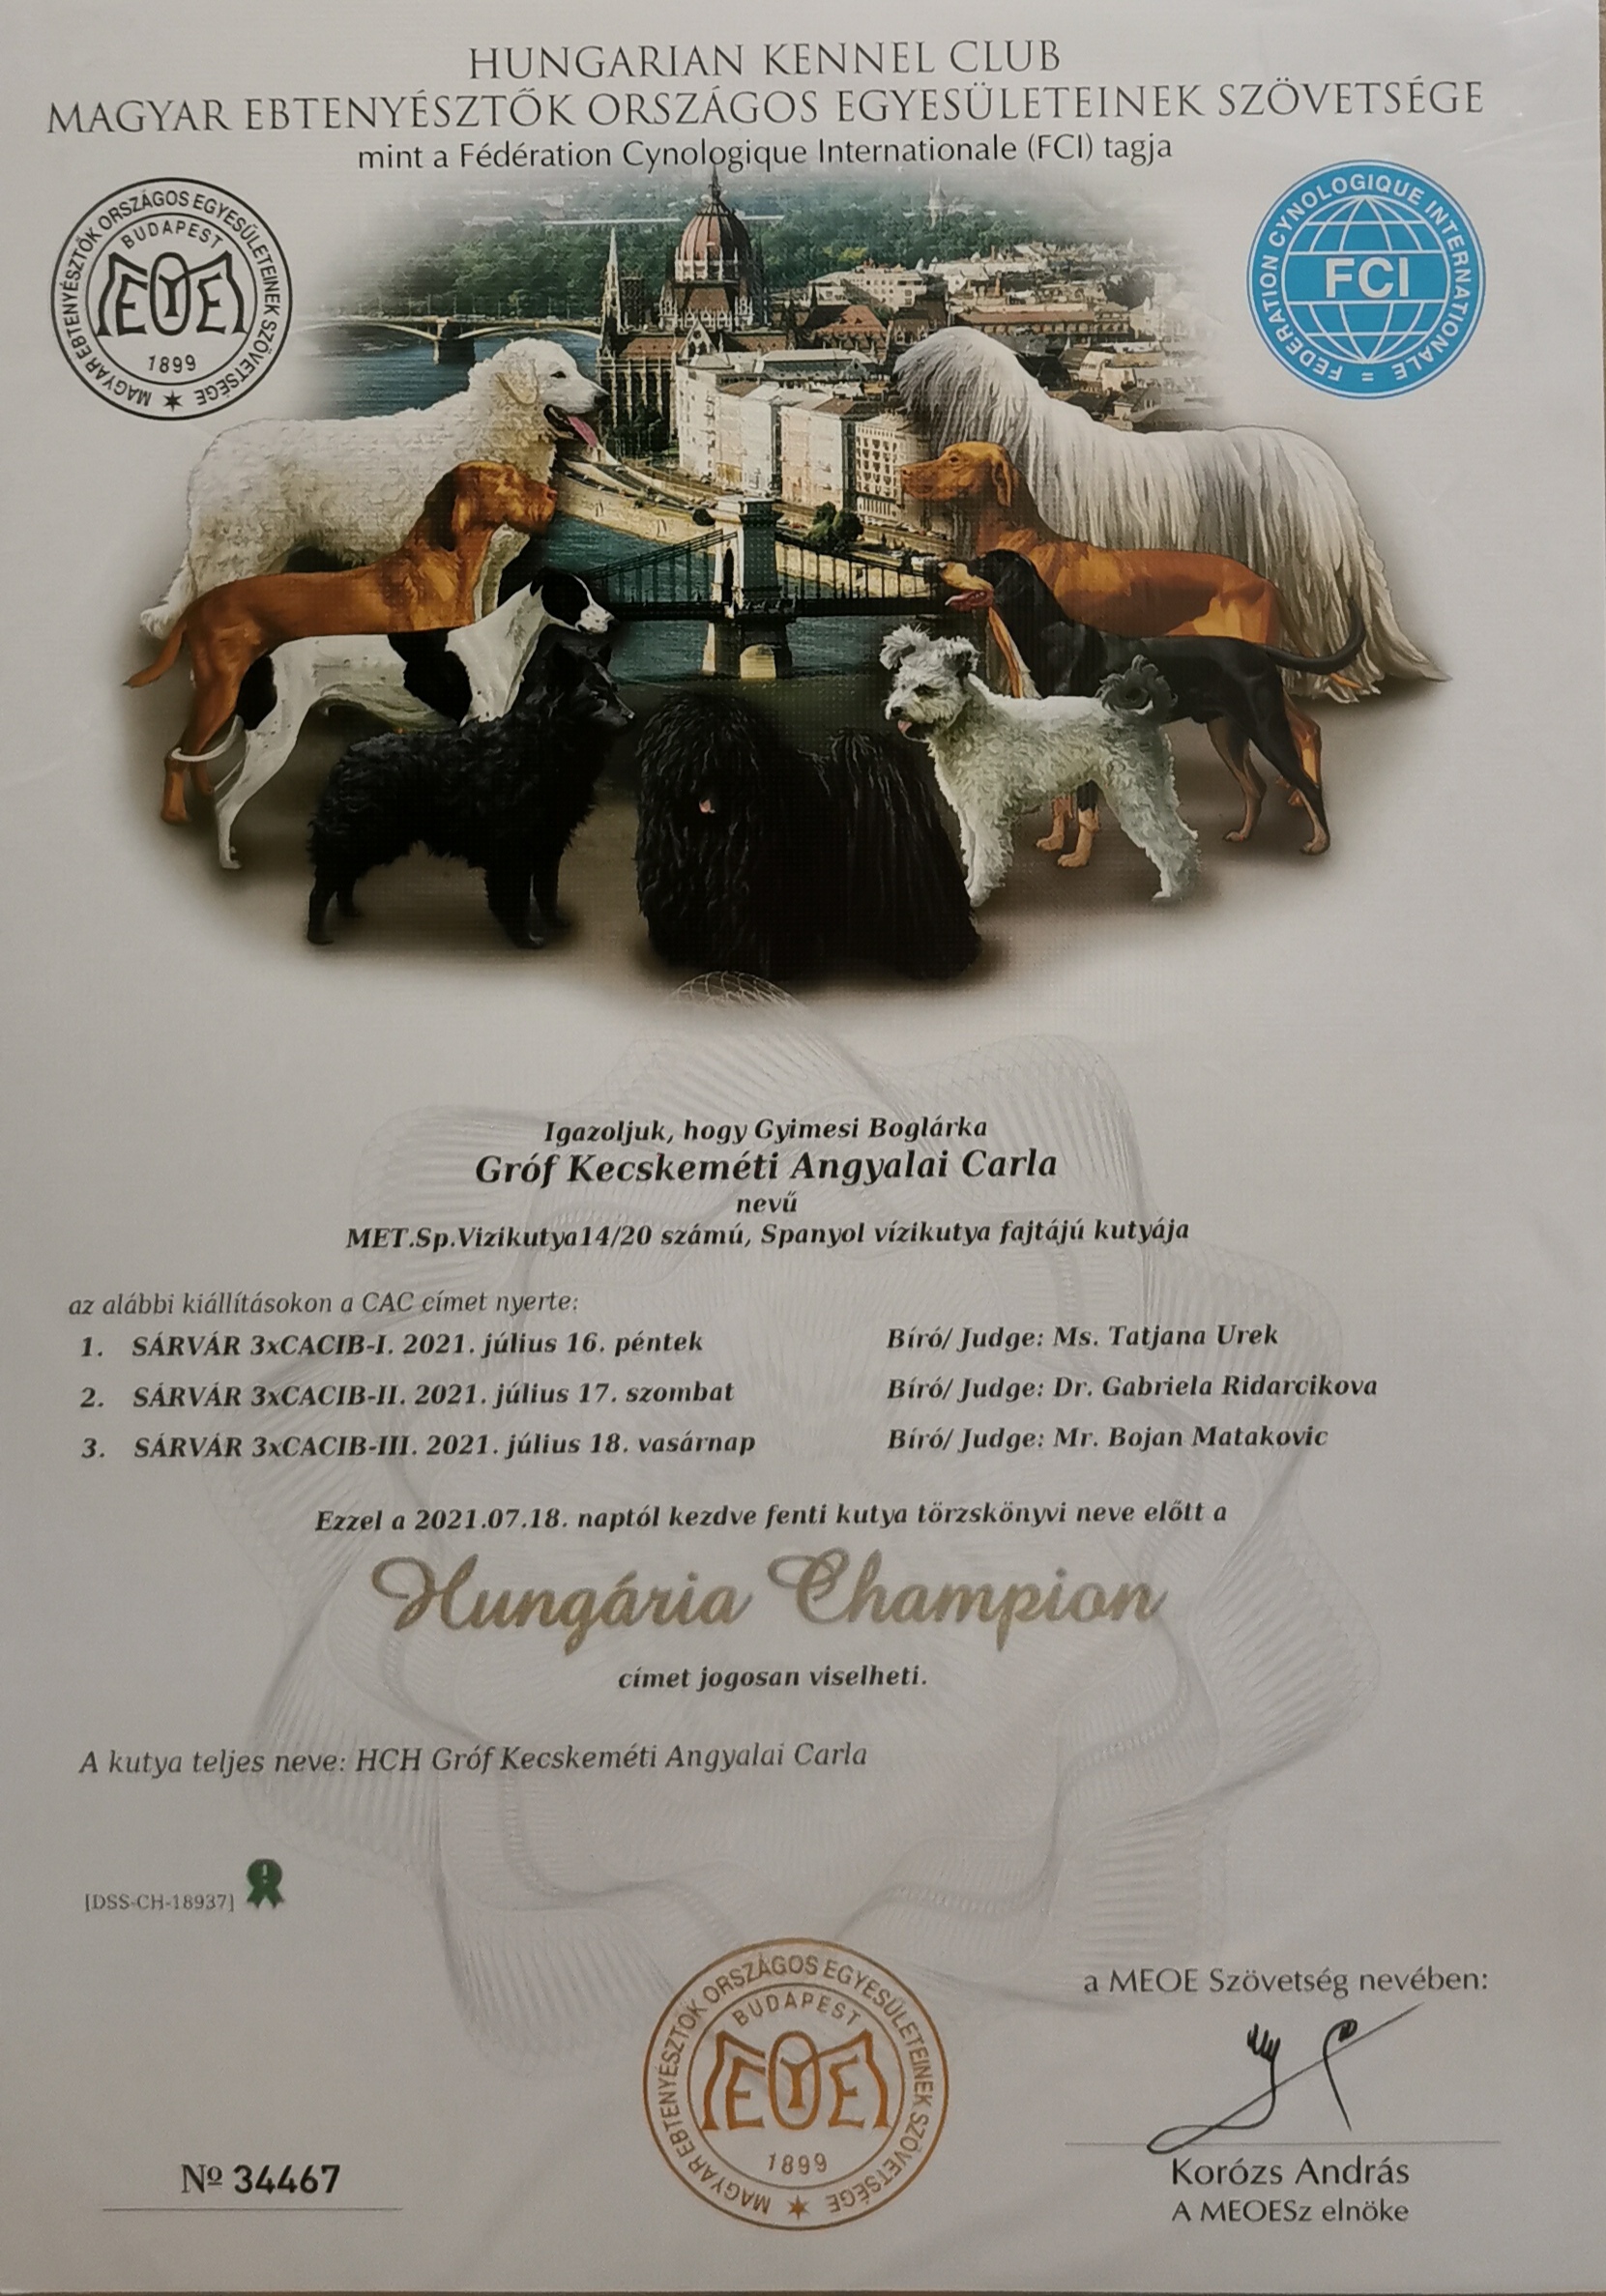 HUNGARIAN KENNEL CLUB
MAGYAR EBTENYÉSZTŐK ORSZÁGOS EGYESÜLETEINEK SZÖVETSÉGE
mint a Fédération Cynologique Internationale (FCI) tagja
MAGYAR EBTENYÉSZTŐK ORSZÁGOS EGYESÜLETEINEK SZÖVETSÉGE
BUDAPEST
MEOE
1899
FEDERATION CYNOLOGIQUE INTERNATIONALE =
FCI
Igazoljuk, hogy Gyimesi Boglárka
Gróf Kecskeméti Angyalai Carla
nevű
MET.Sp.Vizikutya14/20 számú, Spanyol vízikutya fajtájú kutyája
az alábbi kiállításokon a CAC címet nyerte:
1. SÁRVÁR 3xCACIB-I. 2021. július 16. péntek Bíró/ Judge: Ms. Tatjana Urek
2. SÁRVÁR 3xCACIB-II. 2021. július 17. szombat Bíró/ Judge: Dr. Gabriela Ridarcikova
3. SÁRVÁR 3xCACIB-III. 2021. július 18. vasárnap Bíró/ Judge: Mr. Bojan Matakovic
Ezzel a 2021.07.18. naptól kezdve fenti kutya törzskönyvi neve előtt a
Hungária Champion
címet jogosan viselheti.
A kutya teljes neve: HCH Gróf Kecskeméti Angyalai Carla
[DSS-CH-18937]
a MEOE Szövetség nevében:
MAGYAR EBTENYÉSZTŐK ORSZÁGOS EGYESÜLETEINEK SZÖVETSÉGE
BUDAPEST
MEOE
1899
№ 34467
Korózs András
A MEOESz elnöke